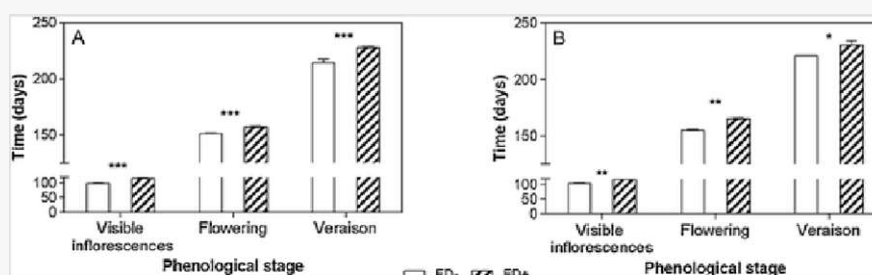 A
B
Time (days)
250
200
150
100
50
0
***
***
***
Visible
inflorescences
Flowering
Veraison
Phenological stage
Time (days)
250
200
150
100
50
0
**
**
*
Visible
inflorescences
Flowering
Veraison
Phenological stage